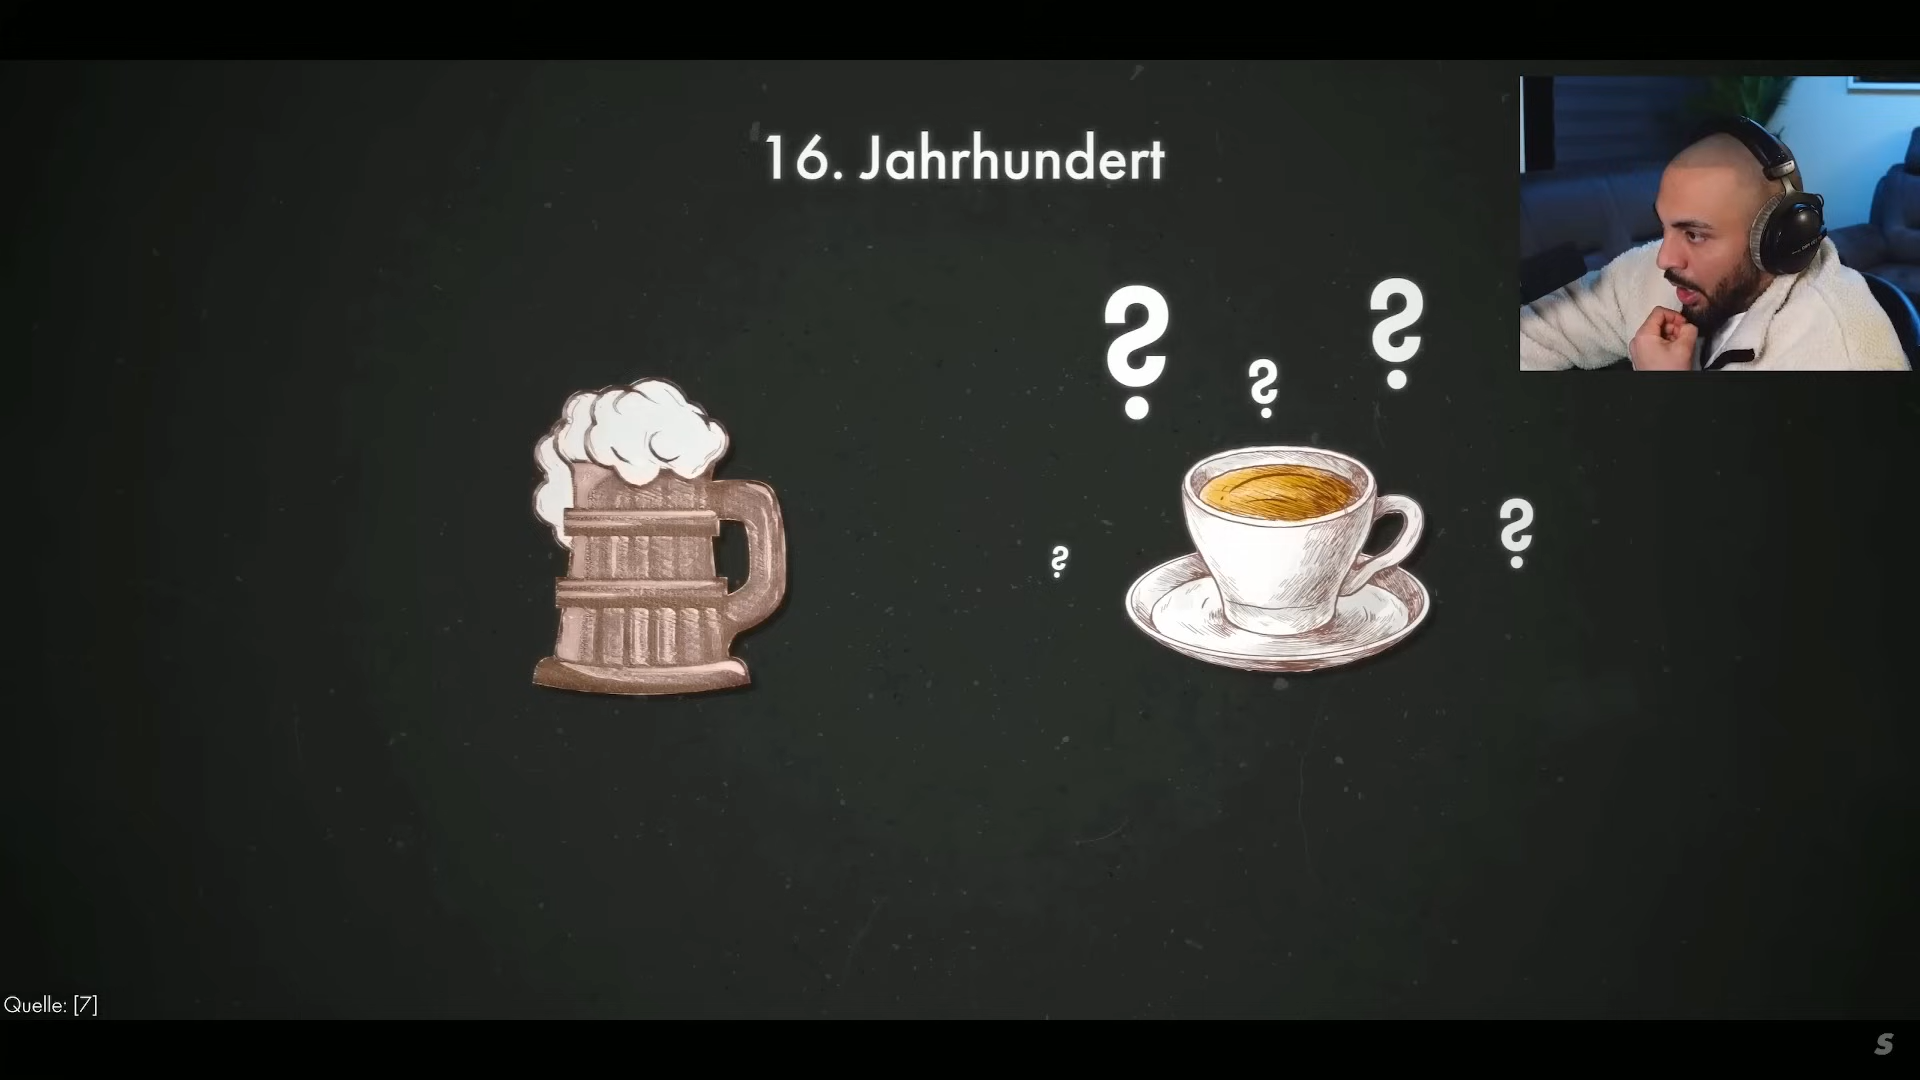 16. Jahrhundert
? ? ?
? ?
Quelle: [7]
S